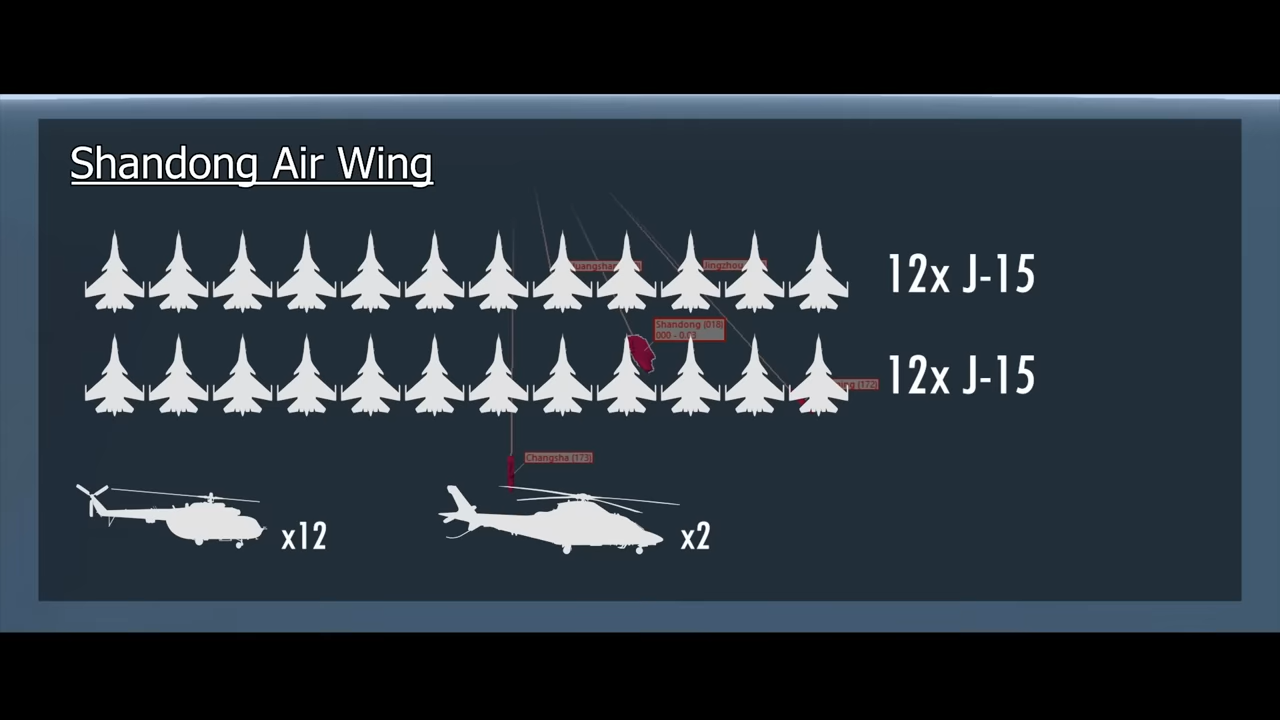 Shandong Air Wing
12x J-15
Shandong (018)
12x J-15
Changsha (173)
x12
x2